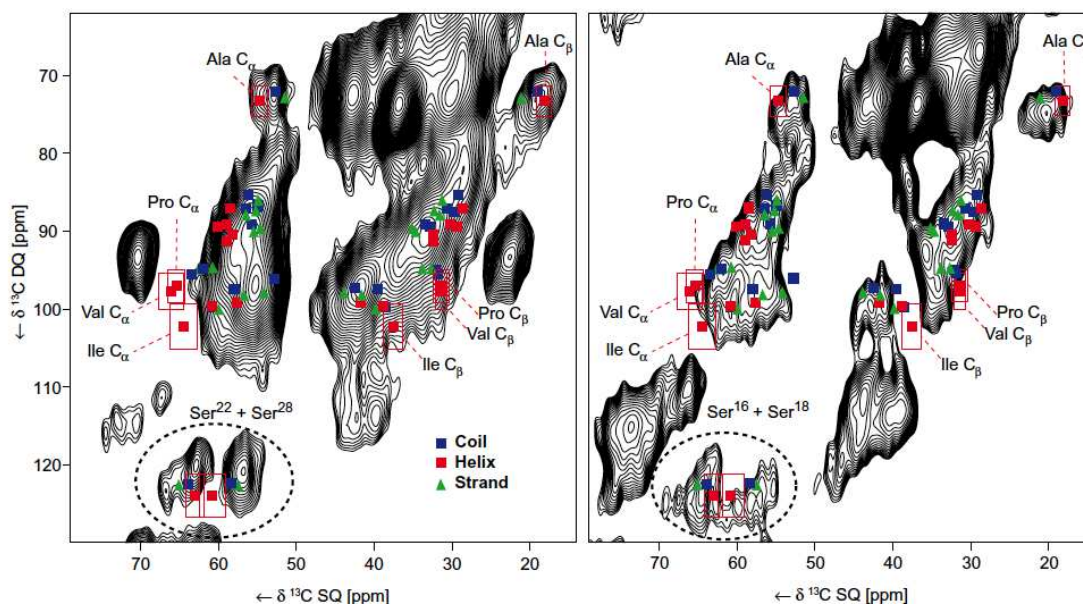 Ala Cα
Ala Cβ
Pro Cα
Val Cα
Ile Cα
Pro Cβ
Val Cβ
Ile Cβ
Ser22 + Ser28
Coil
Helix
Strand
70
80
90
100
110
120
← δ 13C DQ [ppm]
70 60 50 40 30 20
← δ 13C SQ [ppm]
Ala Cα
Ala C
Pro Cα
Val Cα
Ile Cα
Pro Cβ
Val Cβ
Ile Cβ
Ser16 + Ser18
70 60 50 40 30 20
← δ 13C SQ [ppm]